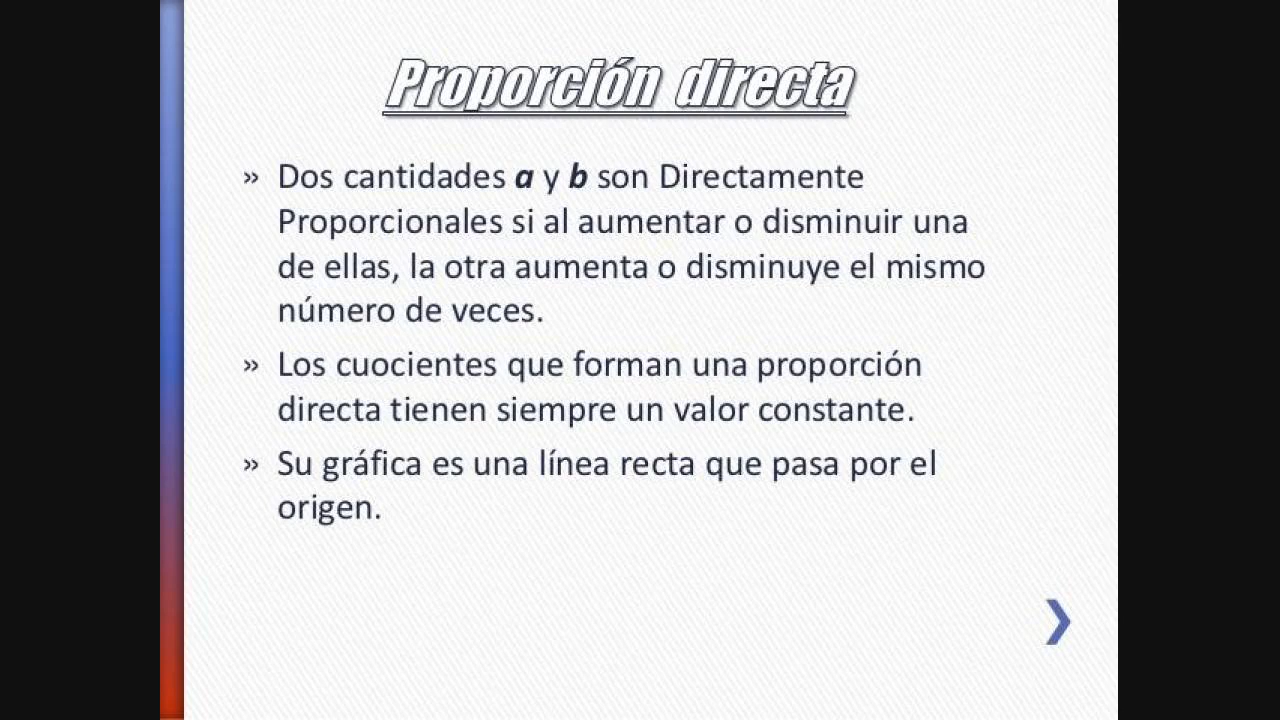 Proporción directa
» Dos cantidades a y b son Directamente
Proporcionales si al aumentar o disminuir una
de ellas, la otra aumenta o disminuye el mismo
número de veces.
» Los cuocientes que forman una proporción
directa tienen siempre un valor constante.
» Su gráfica es una línea recta que pasa por el
origen.